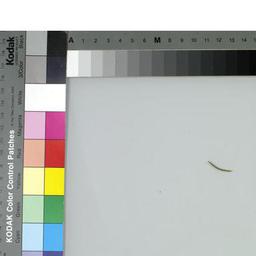 A 1 2 3 4 5 6 M 8 9 10 11 12 13 14 15
Kodak
KODAK Color Control Patches
Black
3/Color
White
Magenta
Red
Yellow
Green
Cyan